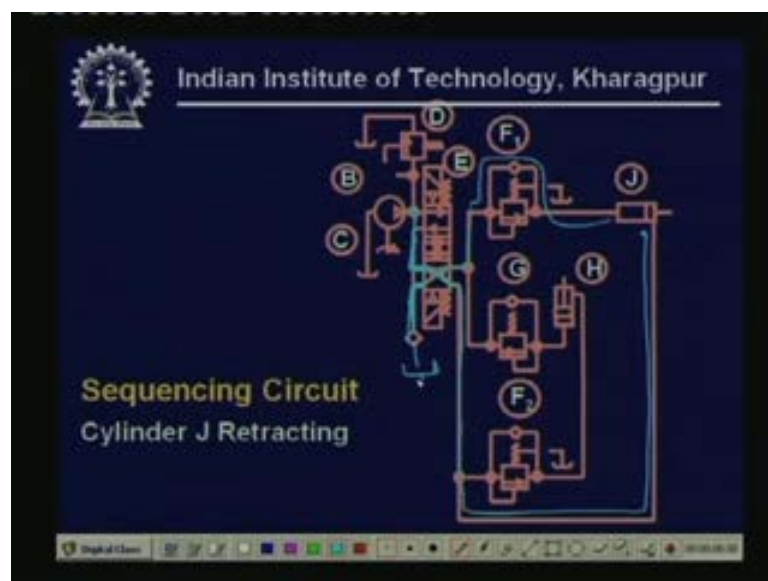 Indian Institute of Technology, Kharagpur
D
F1
B
E
J
C
G
H
Sequencing Circuit
F2
Cylinder J Retracting